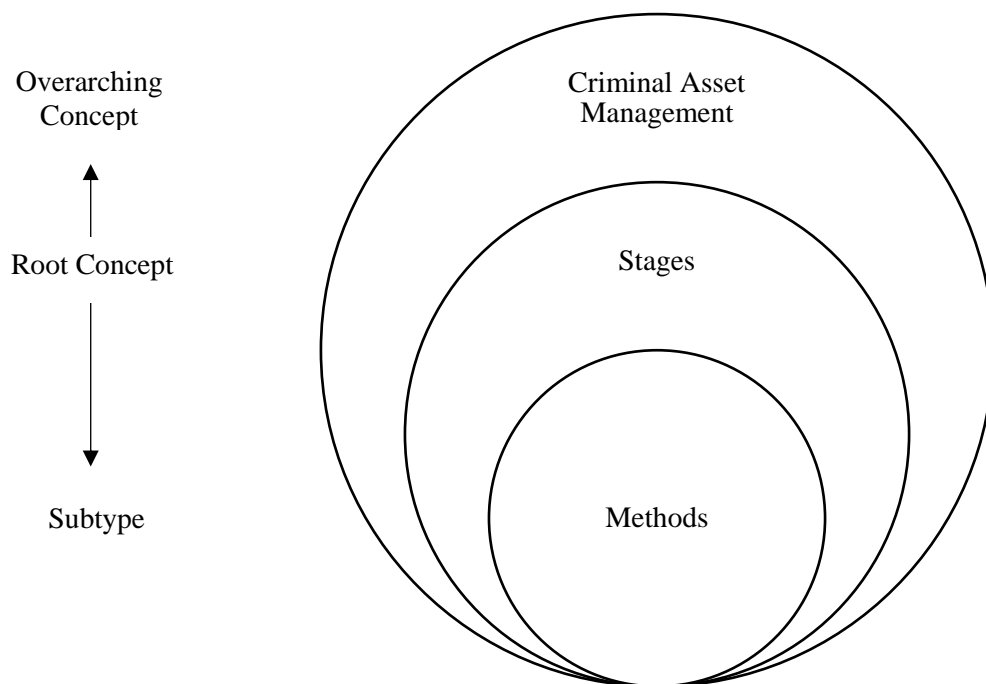 Overarching
Concept
Root Concept
Subtype
Criminal Asset
Management
Stages
Methods